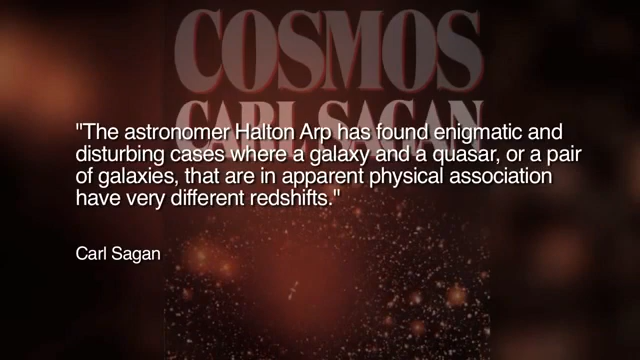 COSMOS
CARL SAGAN
"The astronomer Halton Arp has found enigmatic and
disturbing cases where a galaxy and a quasar, or a pair
of galaxies, that are in apparent physical association
have very different redshifts."
Carl Sagan